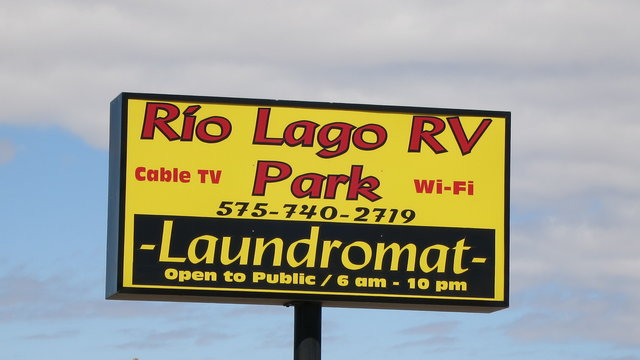 Río Lago RV
Cable TV Park Wi-Fi
575-740-2719
-Laundromat-
Open to Public / 6 am - 10 pm